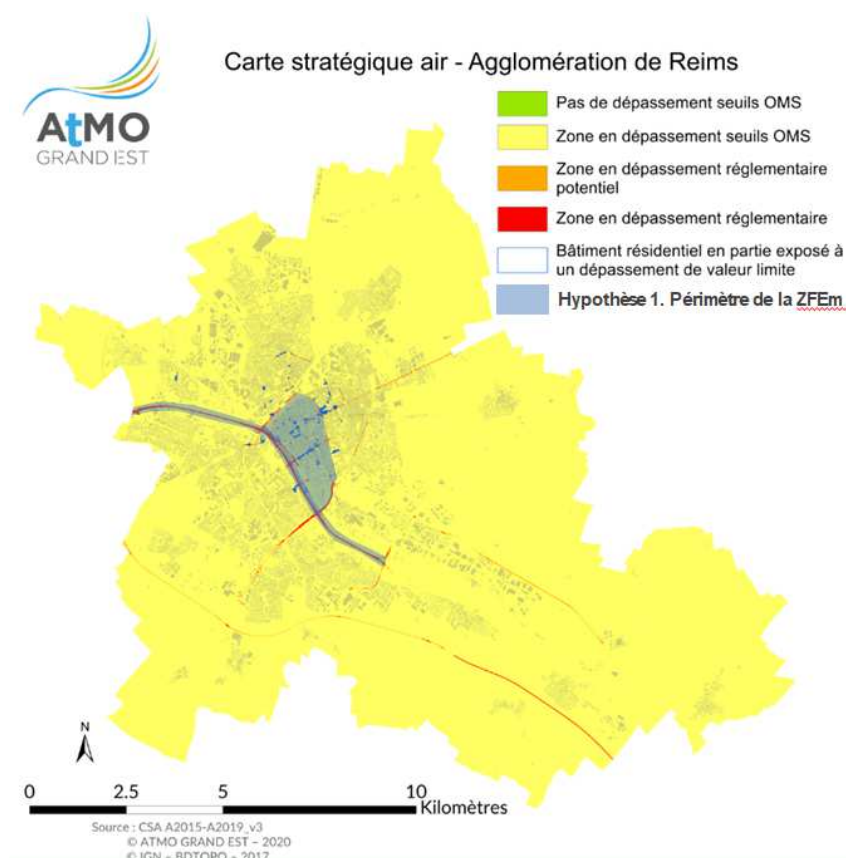 Carte stratégique air - Agglomération de Reims
AtMO
GRAND EST
Pas de dépassement seuils OMS
Zone en dépassement seuils OMS
Zone en dépassement réglementaire
potentiel
Zone en dépassement réglementaire
Bâtiment résidentiel en partie exposé à
un dépassement de valeur limite
Hypothèse 1. Périmètre de la ZFEm
N
0 2.5 5 10
Kilomètres
Source : CSA A2015-A2019_v3
© ATMO GRAND EST - 2020
© IGN - BDTOPO - 2017